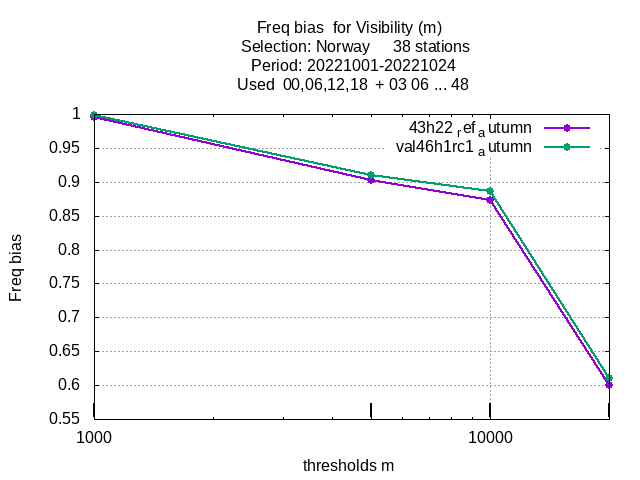 Freq bias  for Visibility (m)
Selection: Norway     38 stations
Period: 20221001-20221024
Used  00,06,12,18  + 03 06 ... 48
43h22 ref autumn
val46h1rc1 autumn
1
0.95
0.9
0.85
0.8
0.75
0.7
0.65
0.6
0.55
Freq bias
1000
10000
thresholds m